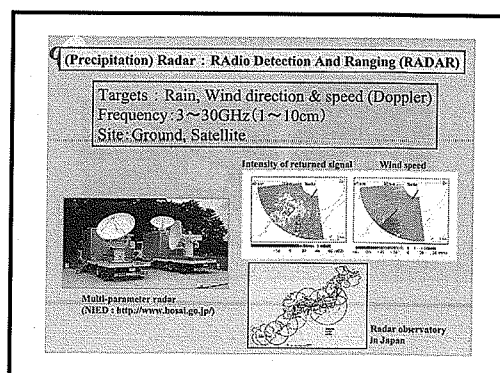 (Precipitation) Radar : RAdio Detection And Ranging (RADAR)
Targets : Rain, Wind direction & speed (Doppler)
Frequency:3～30GHz(1～10cm)
Site: Ground, Satellite
Intensity of returned signal
Wind speed
Multi-parameter radar
(NIED : http://www.bosai.go.jp/)
Radar observatory
in Japan